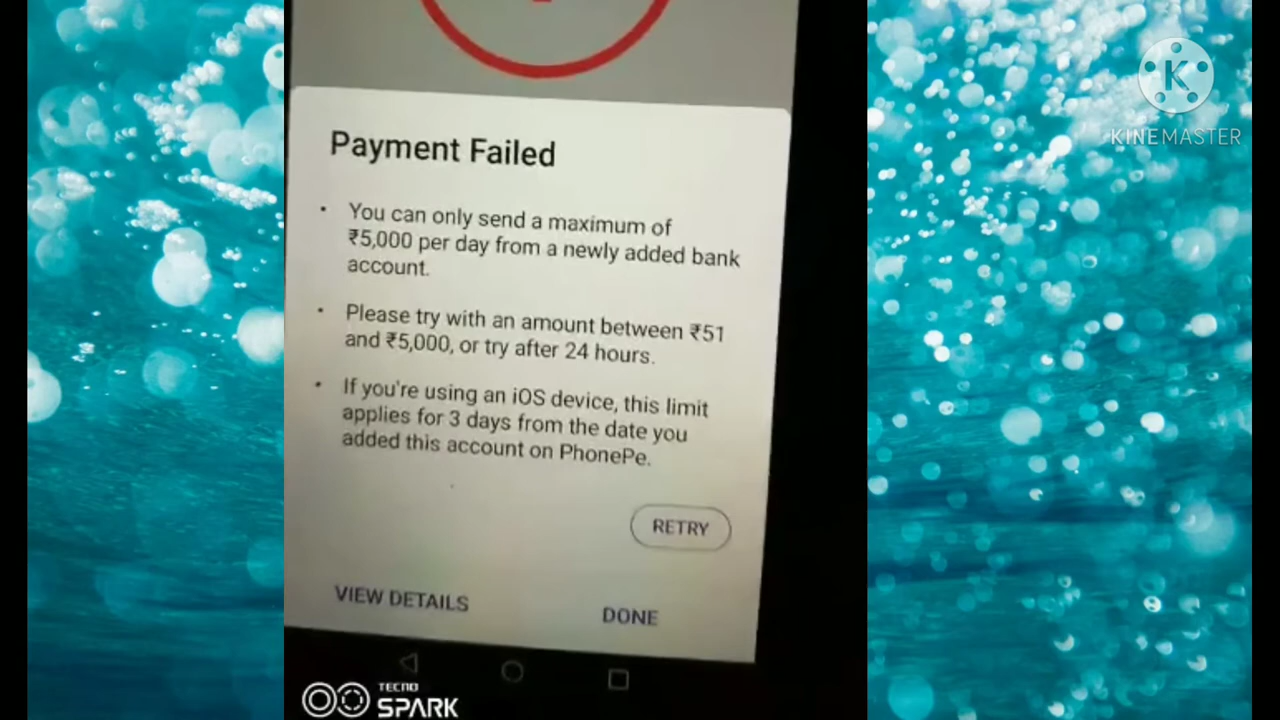 K
KINEMASTER
Payment Failed
• You can only send a maximum of
₹5,000 per day from a newly added bank
account.
• Please try with an amount between ₹51
and ₹5,000, or try after 24 hours.
• If you're using an iOS device, this limit
applies for 3 days from the date you
added this account on PhonePe.
RETRY
VIEW DETAILS
DONE
TECNO
SPARK